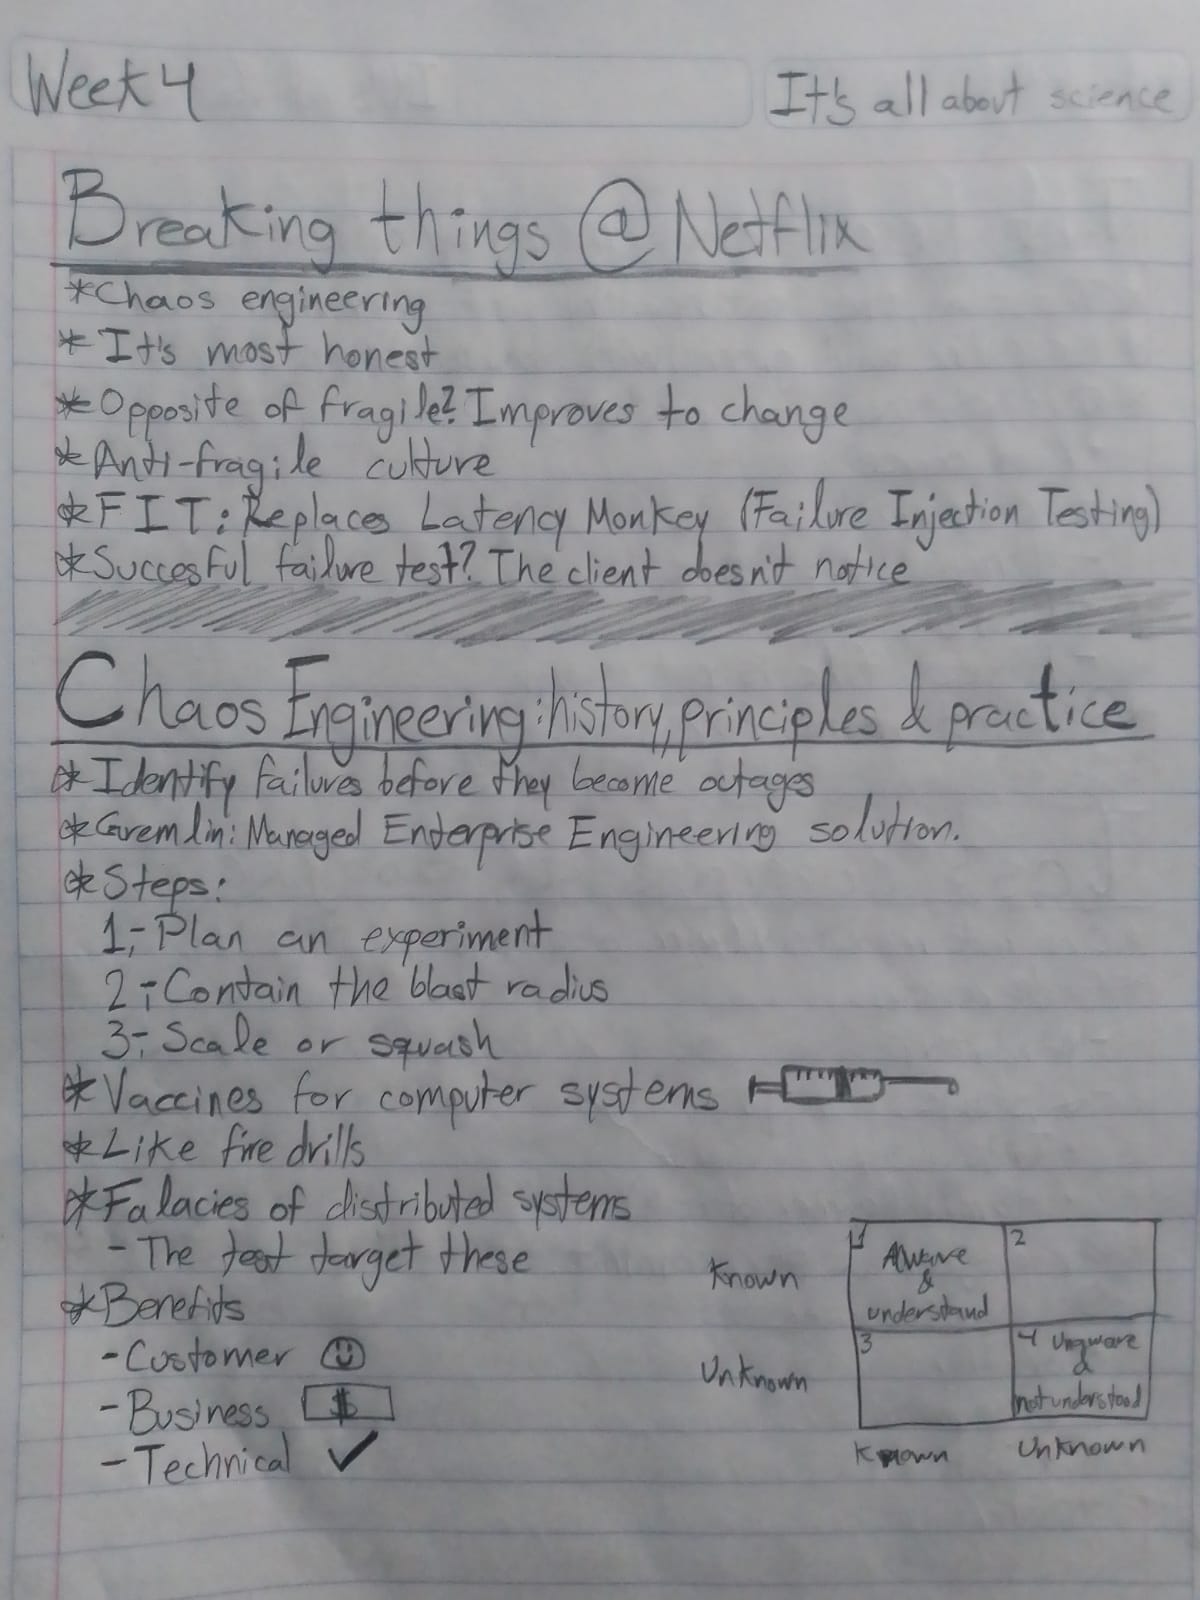 Week 4
It's all about science
Breaking things @ Netflix
*Chaos engineering
* It's most honest
*Opposite of fragile? Improves to change
*Anti-fragile culture
*FIT: Replaces Latency Monkey (Failure Injection Testing)
*Succesful failure test? The client doesn't notice
Chaos Engineering: history, principles & practice
*Identify failures before they become outages
*Gremlin: Managed Enterprise Engineering solution.
*Steps:
1.- Plan an experiment
2.- Contain the blast radius
3.- Scale or squash
*Vaccines for computer systems
*Like fire drills
*Falacies of distributed systems
- The test target these
*Benefits
- Customer
- Business $
- Technical ✓
Known
1 Aware
&
understand
2
Unknown
3
4 Unaware
&
not understood
Known Unknown